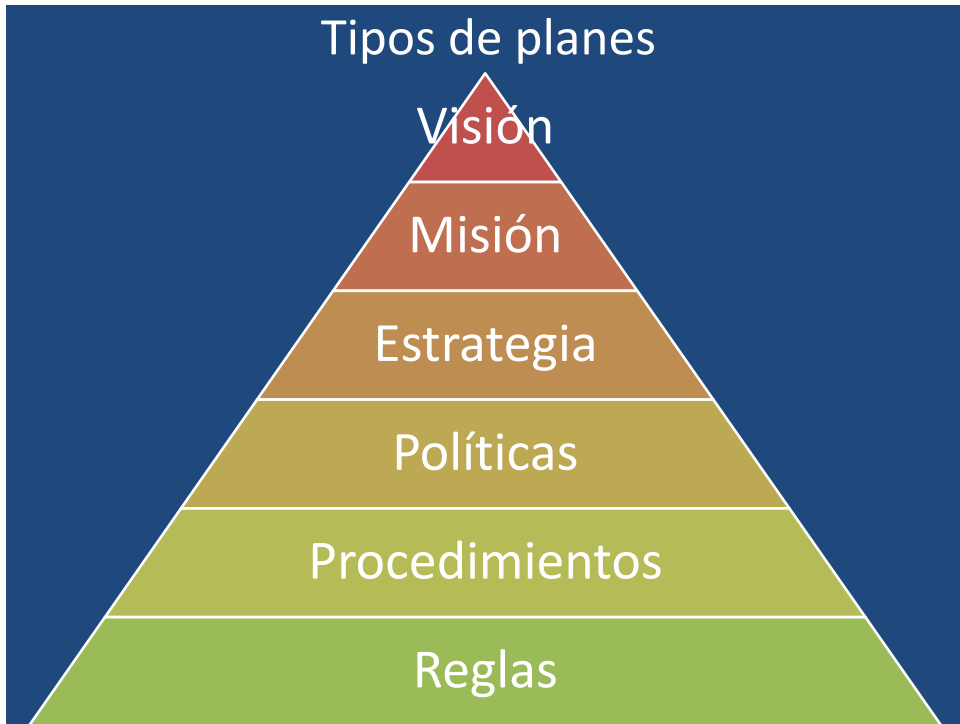 Tipos de planes
Visión
Misión
Estrategia
Políticas
Procedimientos
Reglas